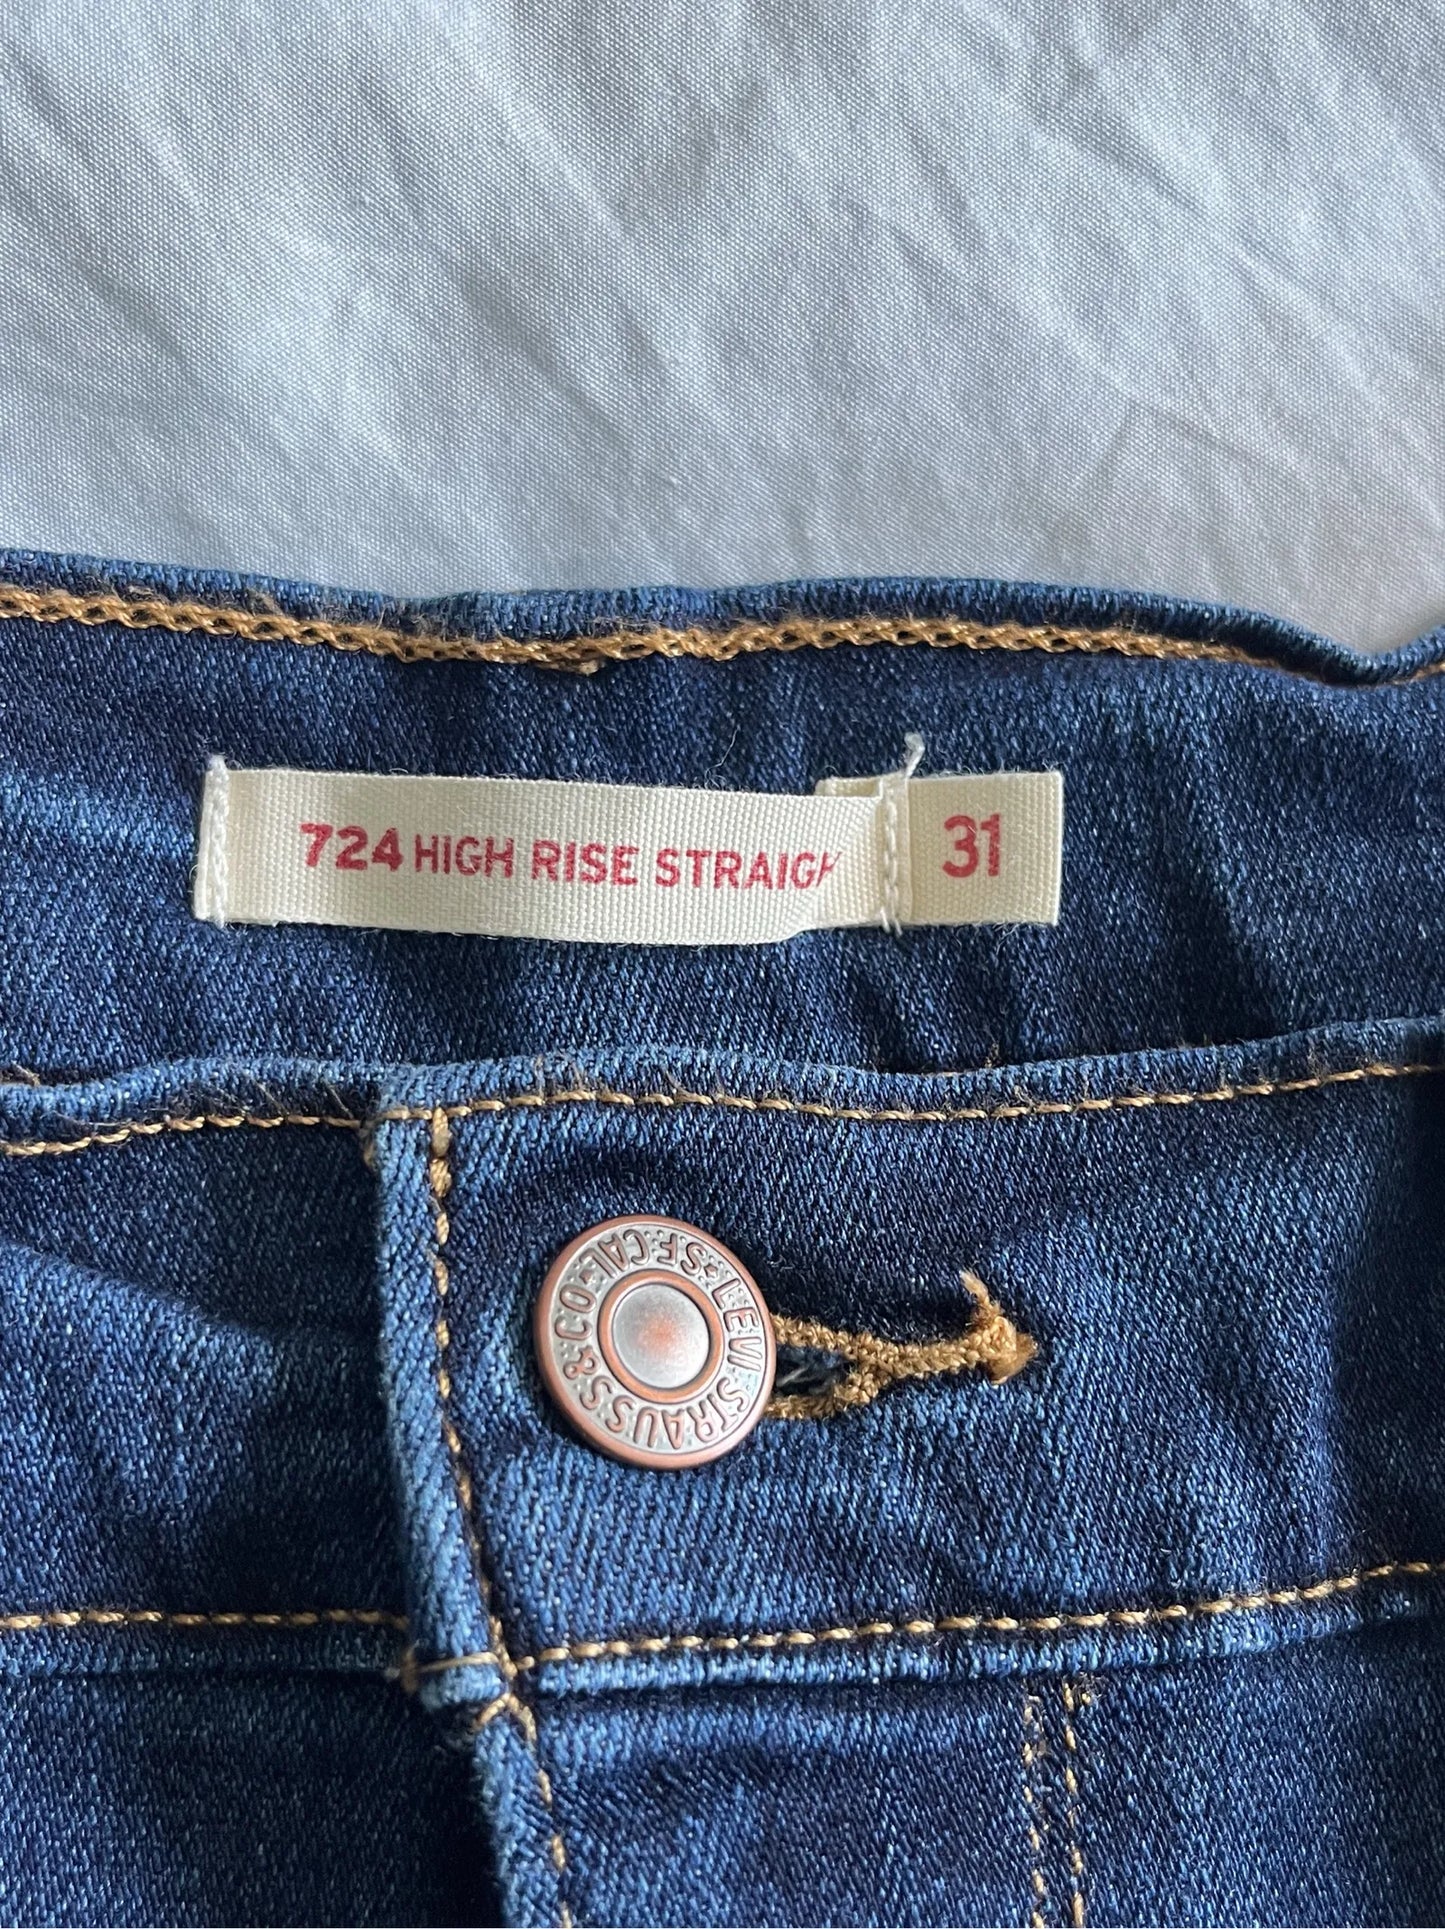 724 HIGH RISE STRAIGH
31
LEVI STRAUSS & CO S.F. CAL